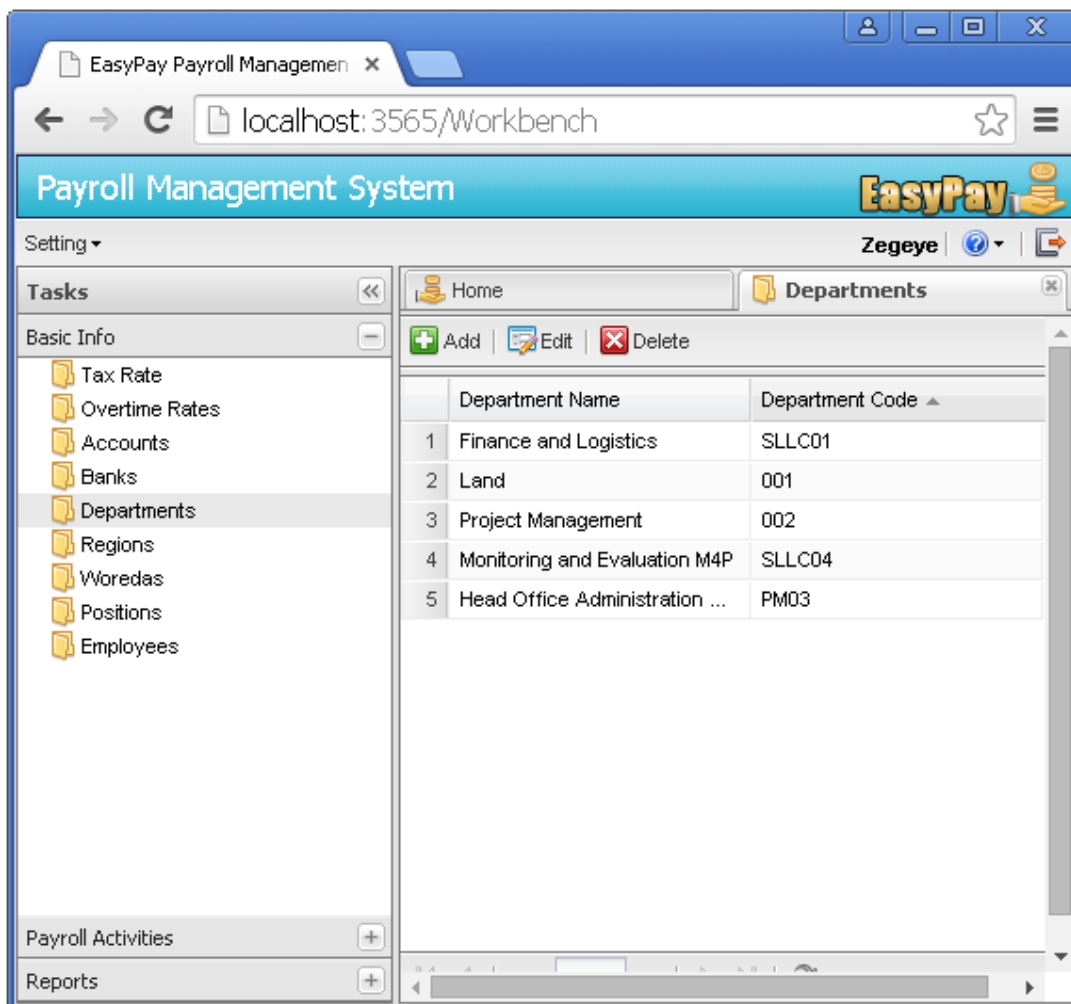 EasyPay Payroll Managemen
localhost:3565/Workbench
Payroll Management System
EasyPay
Setting
Zegeye
Tasks
Home
Departments
Basic Info
Add
Edit
Delete
Tax Rate
Overtime Rates
Accounts
Banks
Departments
Regions
Woredas
Positions
Employees
Department Name
Department Code
1 Finance and Logistics SLLC01
2 Land 001
3 Project Management 002
4 Monitoring and Evaluation M4P SLLC04
5 Head Office Administration ... PM03
Payroll Activities
Reports